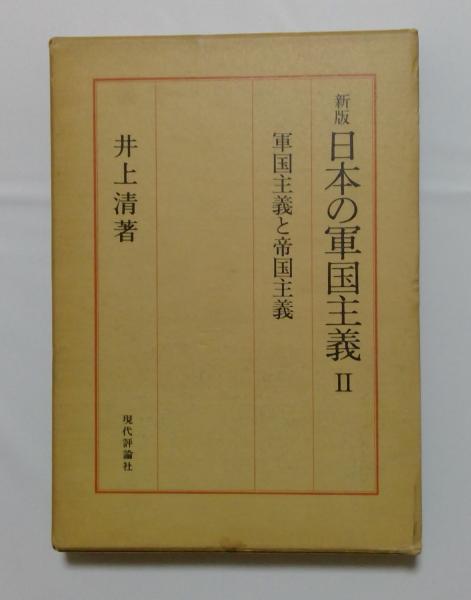 新版
日本の軍国主義 II
軍国主義と帝国主義
井上清著
現代評論社